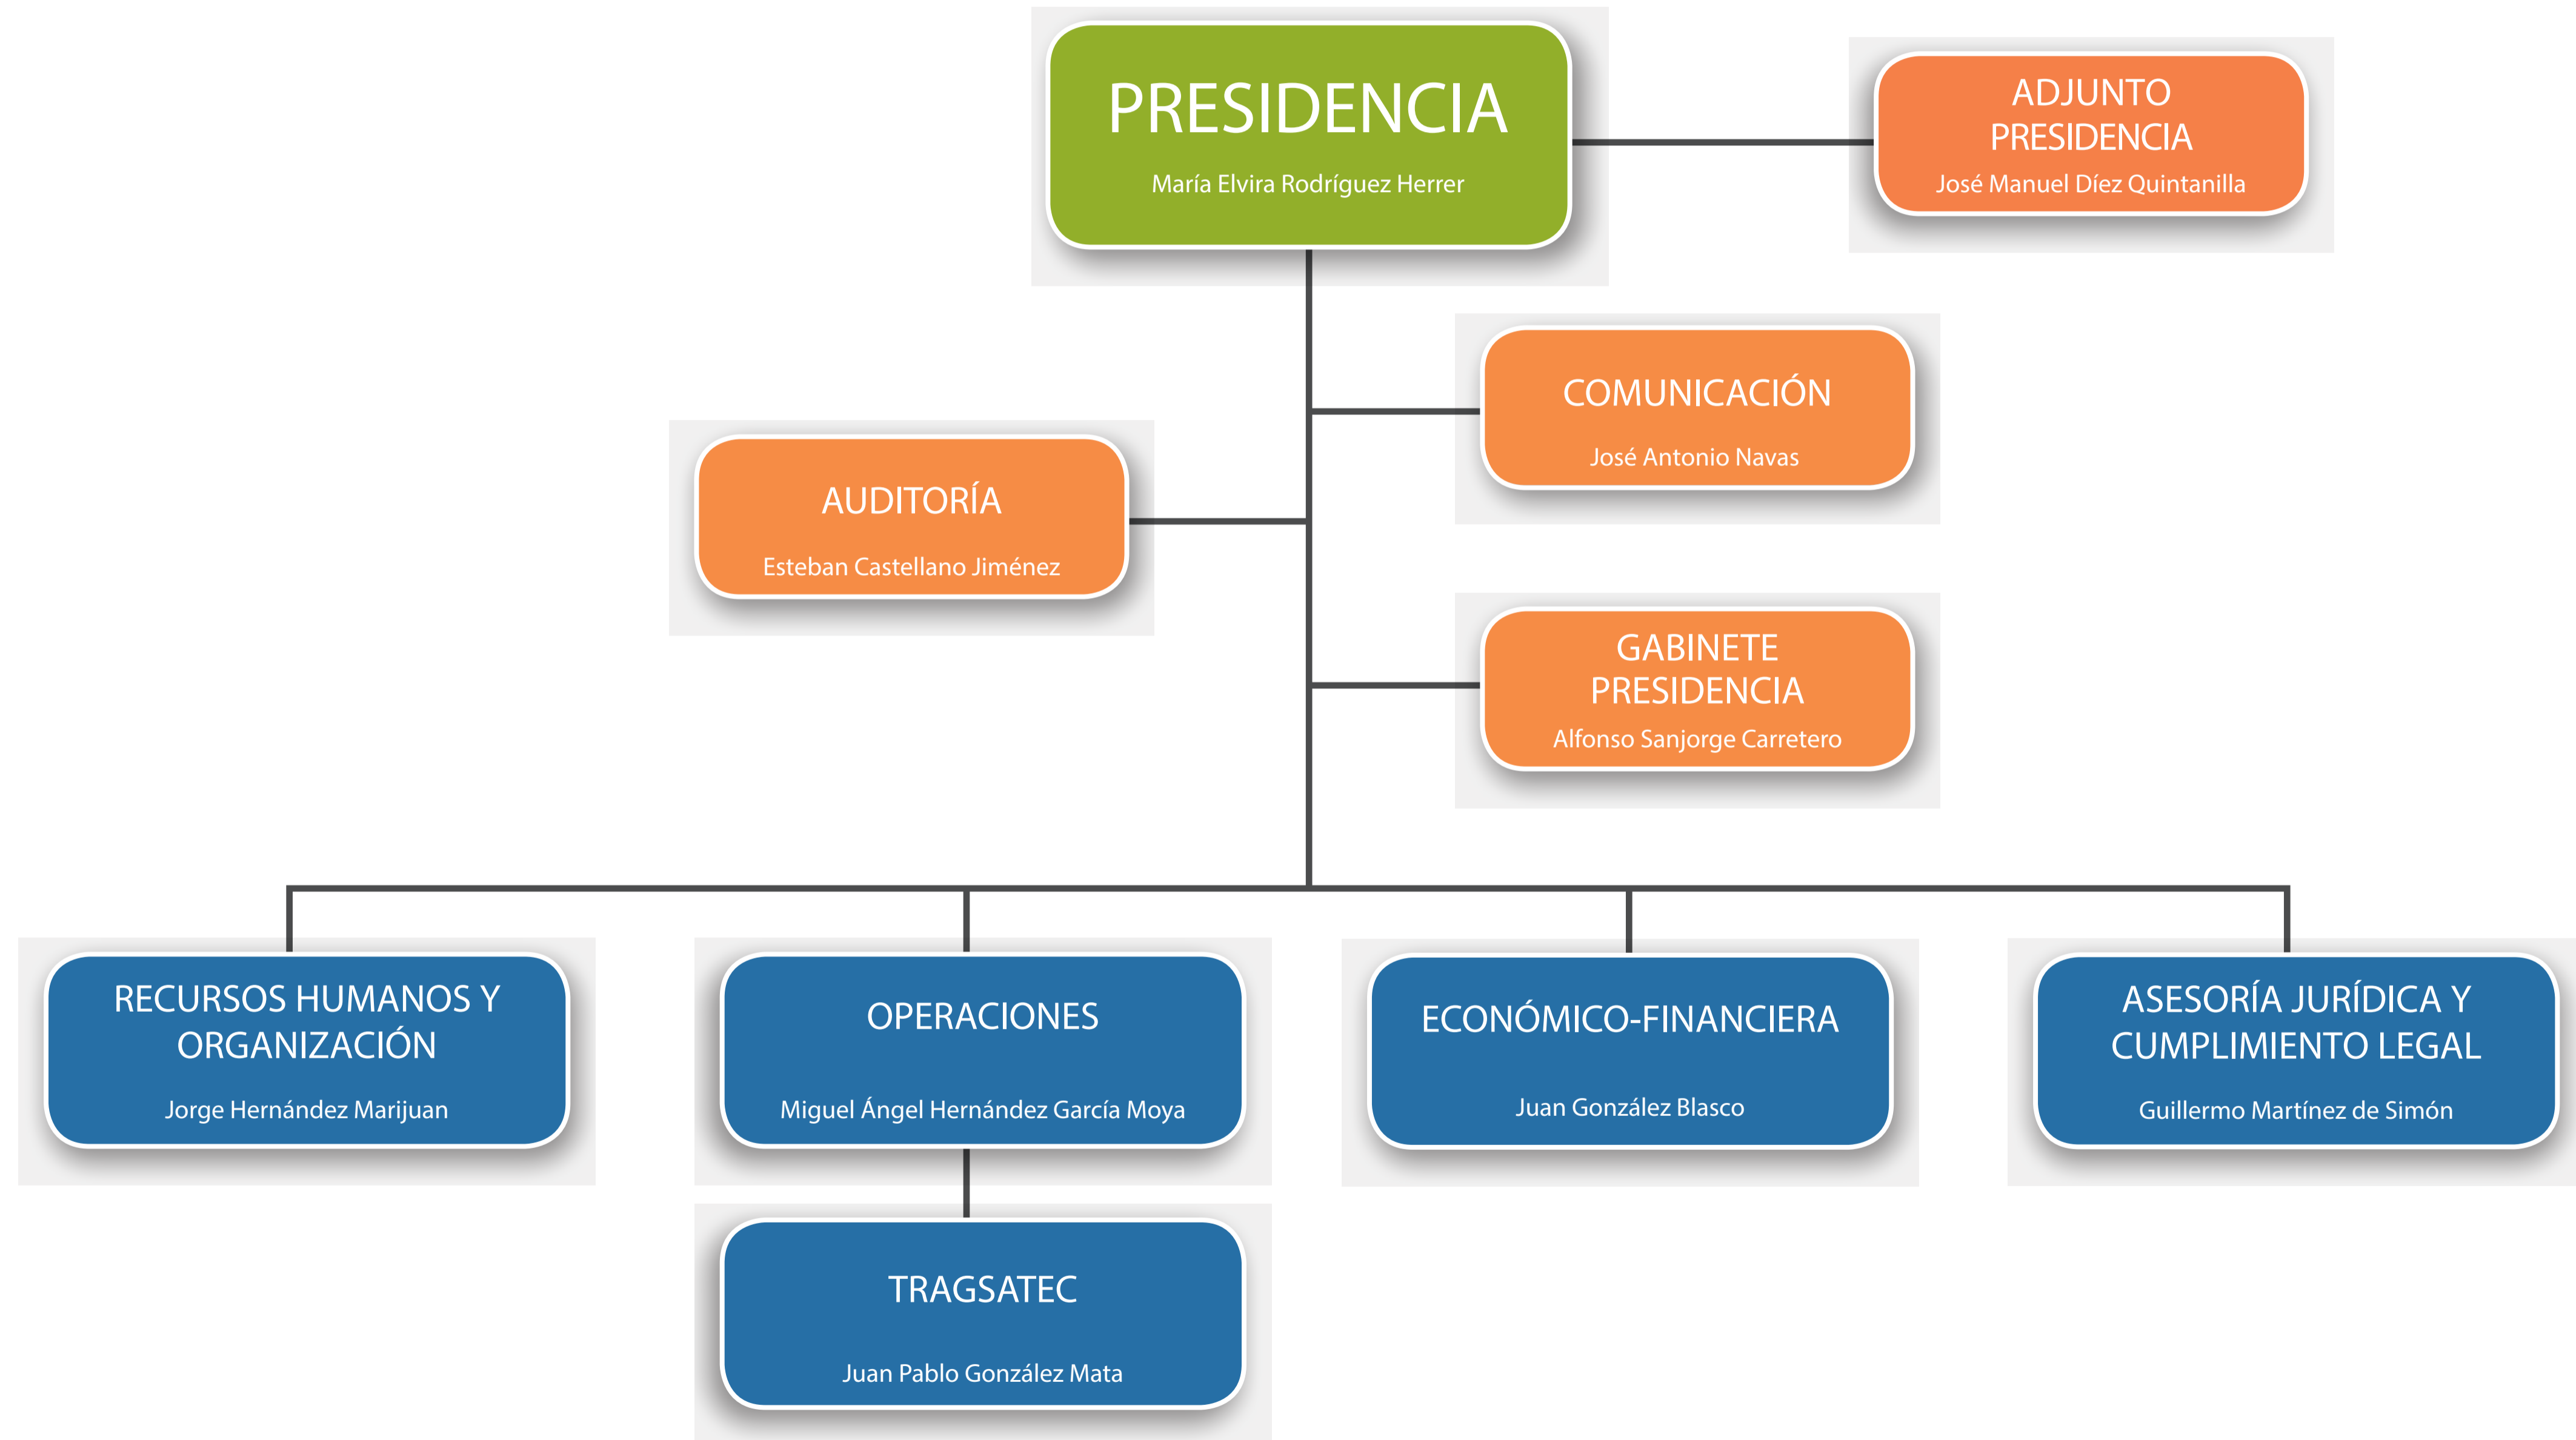 PRESIDENCIA
María Elvira Rodríguez Herrer
ADJUNTO
PRESIDENCIA
José Manuel Díez Quintanilla
COMUNICACIÓN
José Antonio Navas
AUDITORÍA
Esteban Castellano Jiménez
GABINETE
PRESIDENCIA
Alfonso Sanjorge Carretero
RECURSOS HUMANOS Y
ORGANIZACIÓN
Jorge Hernández Marijuan
OPERACIONES
Miguel Ángel Hernández García Moya
ECONÓMICO-FINANCIERA
Juan González Blasco
ASESORÍA JURÍDICA Y
CUMPLIMIENTO LEGAL
Guillermo Martínez de Simón
TRAGSATEC
Juan Pablo González Mata